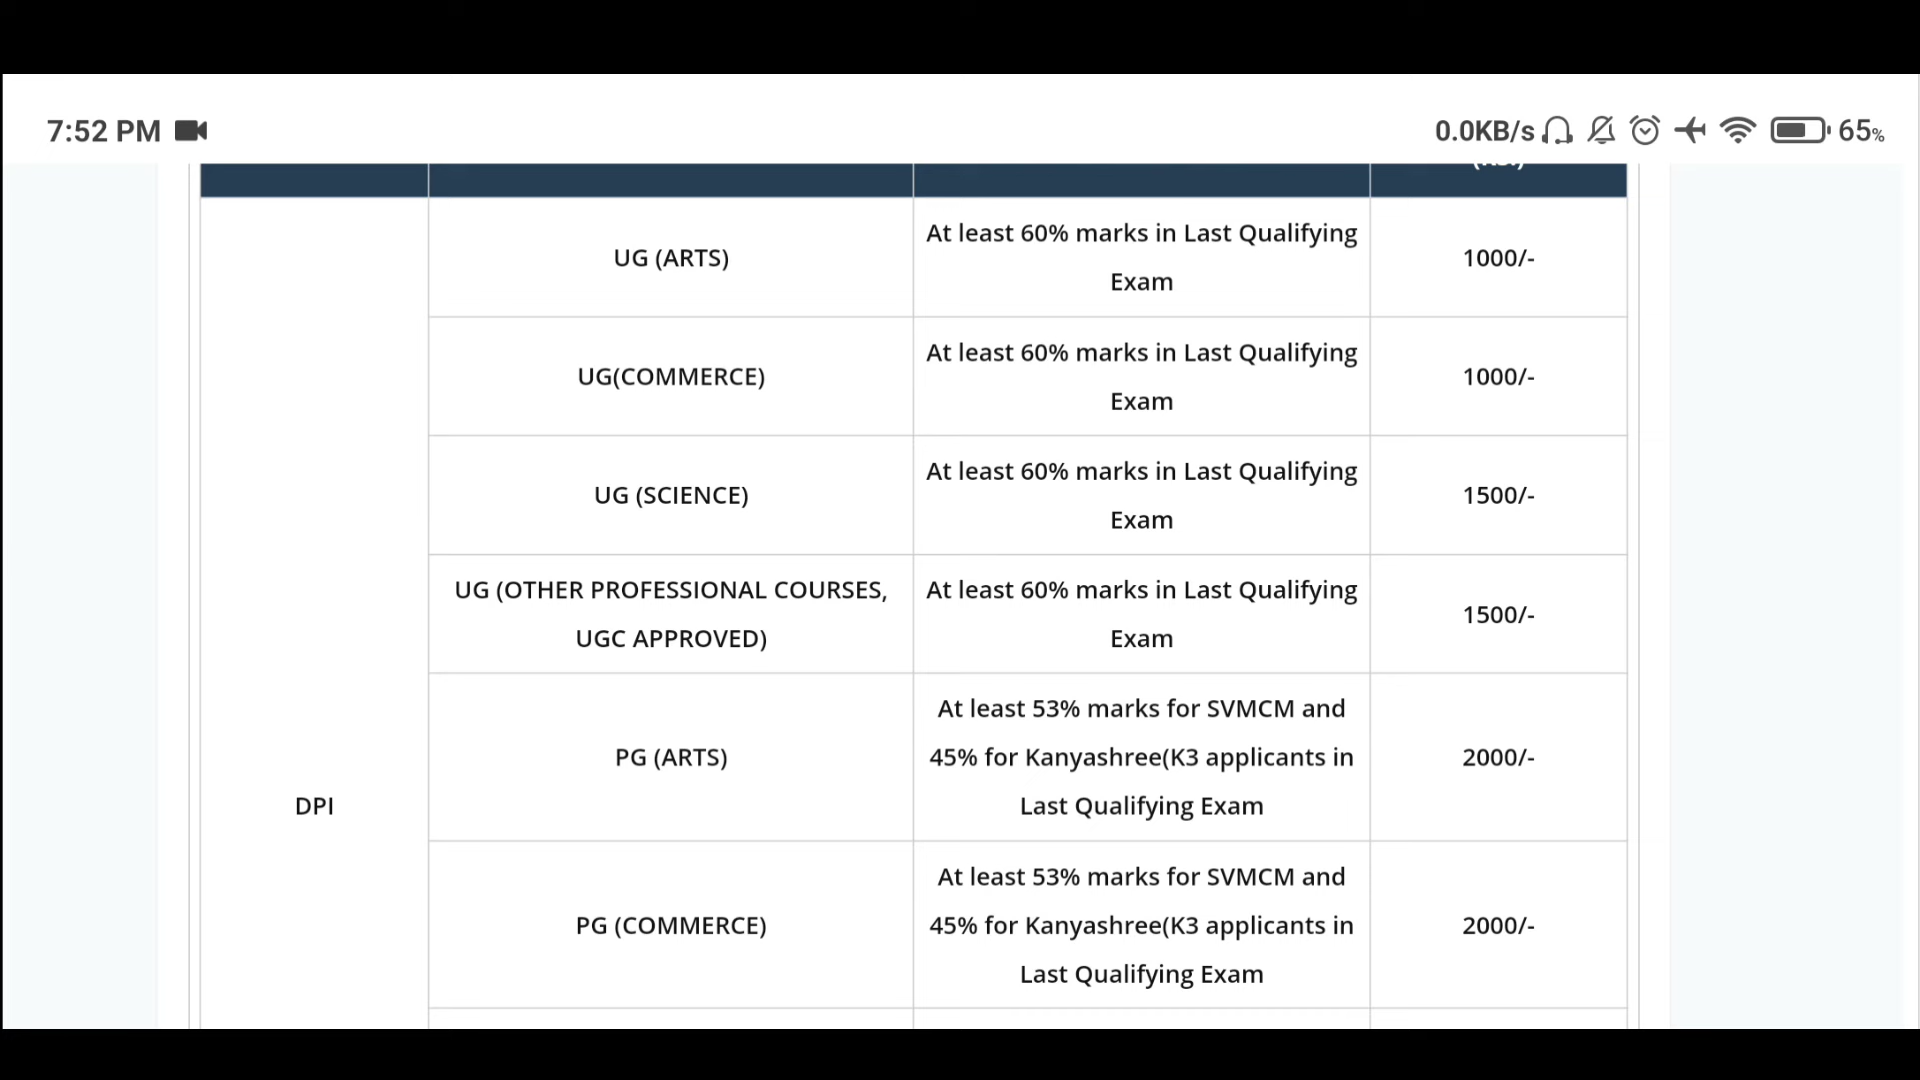 7:52 PM
0.0KB/s
65%
UG (ARTS)
At least 60% marks in Last Qualifying
Exam
1000/-
UG(COMMERCE)
At least 60% marks in Last Qualifying
Exam
1000/-
UG (SCIENCE)
At least 60% marks in Last Qualifying
Exam
1500/-
UG (OTHER PROFESSIONAL COURSES,
UGC APPROVED)
At least 60% marks in Last Qualifying
Exam
1500/-
DPI
PG (ARTS)
At least 53% marks for SVMCM and
45% for Kanyashree(K3 applicants in
Last Qualifying Exam
2000/-
PG (COMMERCE)
At least 53% marks for SVMCM and
45% for Kanyashree(K3 applicants in
Last Qualifying Exam
2000/-